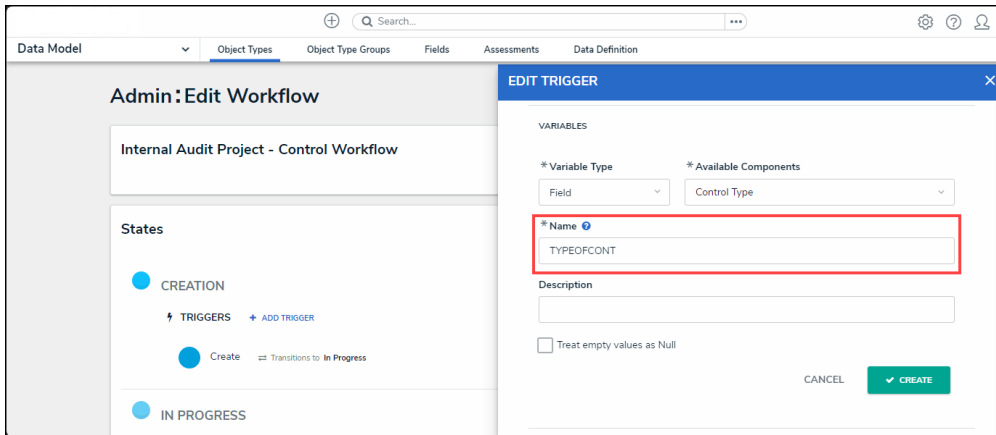 Search...
Data Model Object Types Object Type Groups Fields Assessments Data Definition
EDIT TRIGGER
Admin:Edit Workflow
Internal Audit Project - Control Workflow
States
CREATION
TRIGGERS + ADD TRIGGER
Create Transitions to In Progress
IN PROGRESS
VARIABLES
*Variable Type *Available Components
Field Control Type
*Name ?
TYPEOFCONT
Description
Treat empty values as Null
CANCEL CREATE